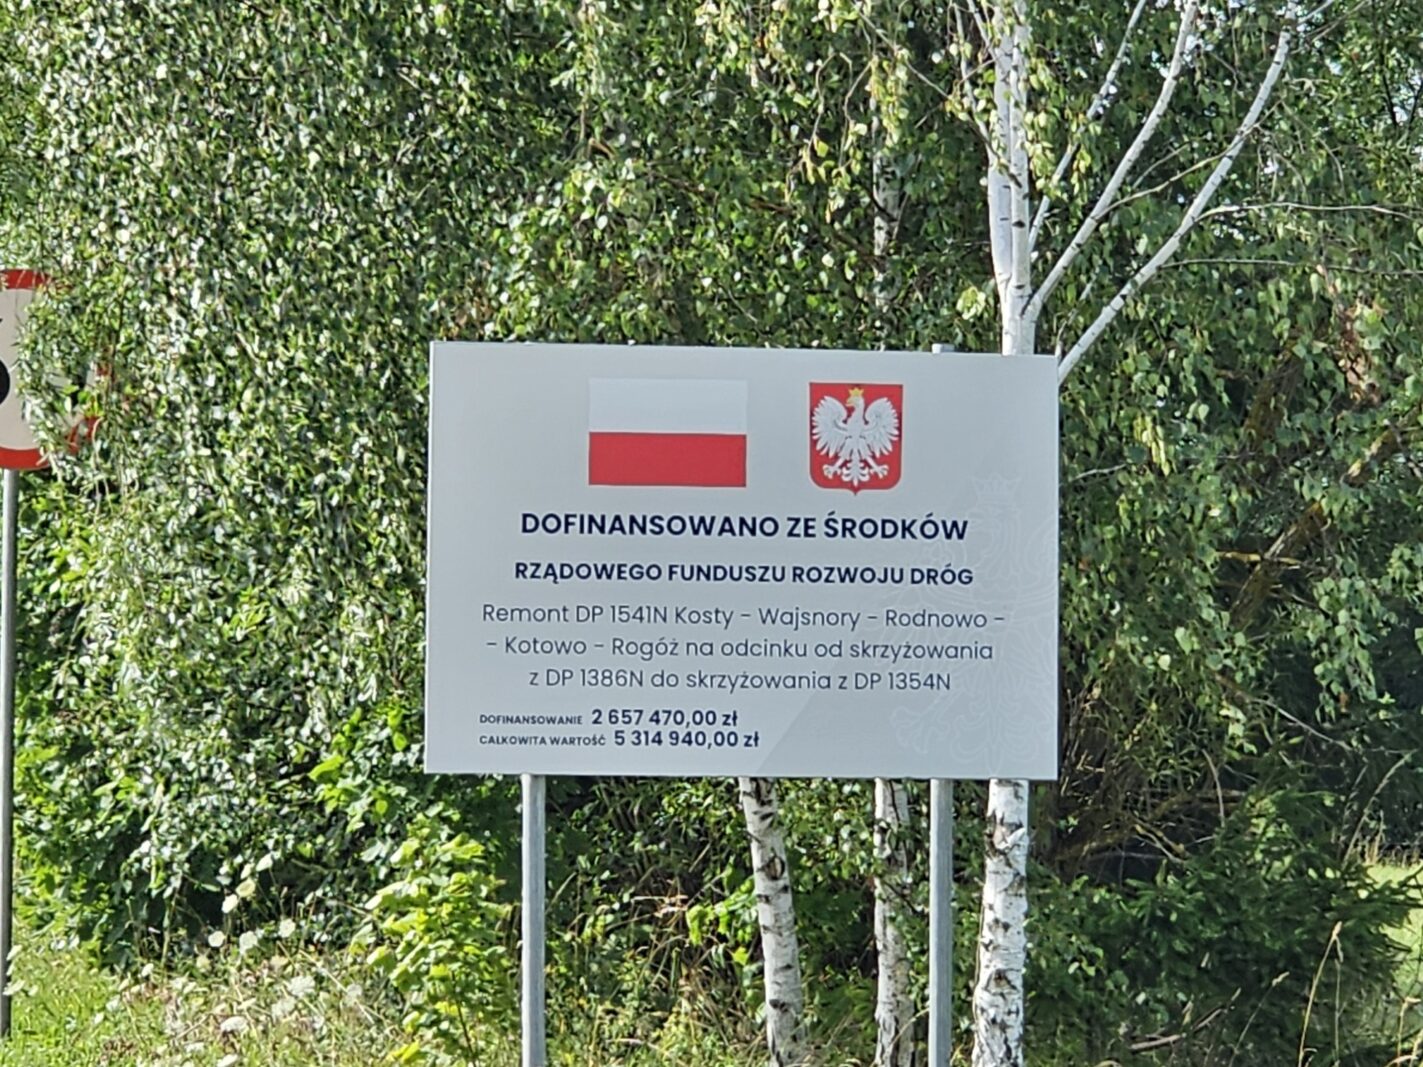 DOFINANSOWANO ZE ŚRODKÓW
RZĄDOWEGO FUNDUSZU ROZWOJU DRÓG
Remont DP 1541N Kosty - Wajsnory - Rodnowo -
- Kotowo - Rogóż na odcinku od skrzyżowania
z DP 1386N do skrzyżowania z DP 1354N
DOFINANSOWANIE 2 657 470,00 zł
CAŁKOWITA WARTOŚĆ 5 314 940,00 zł